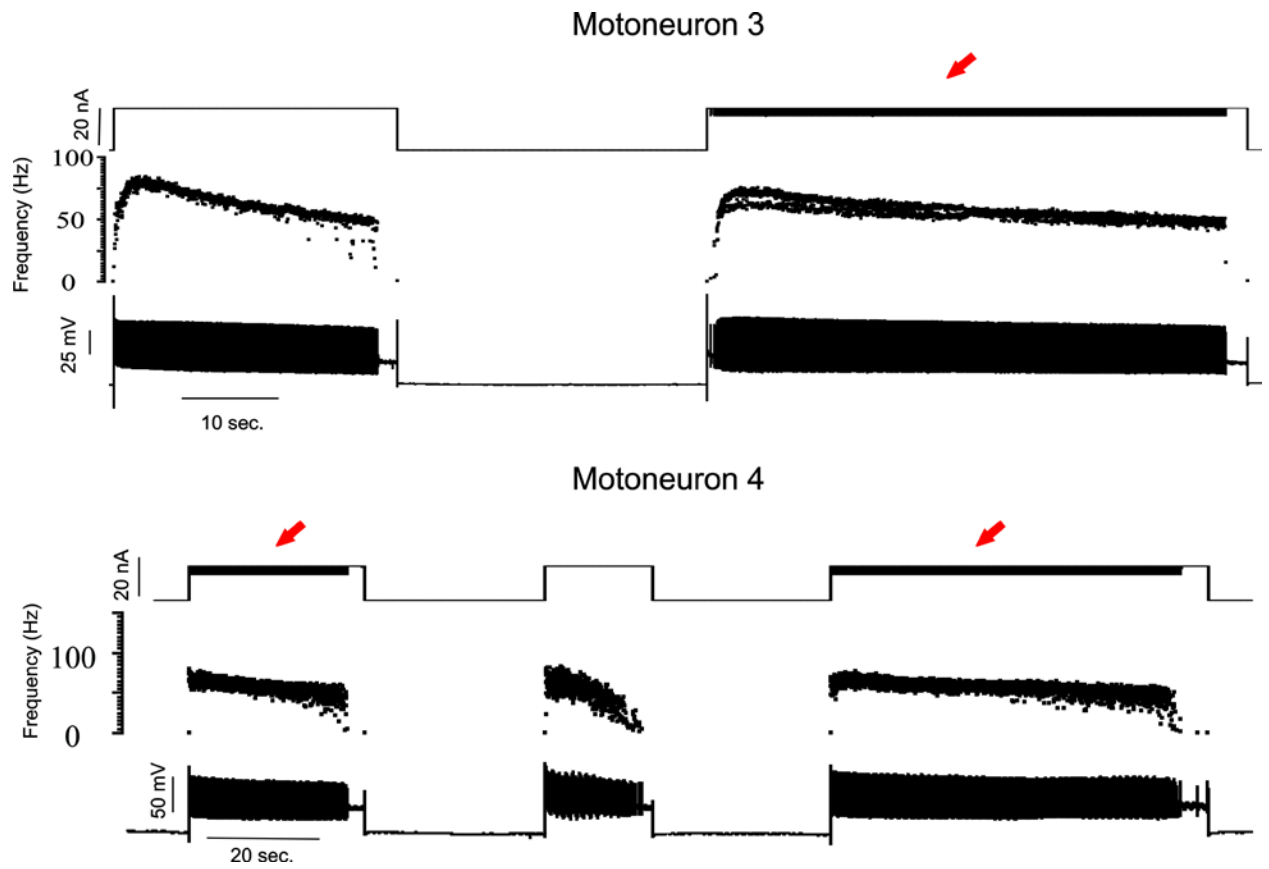 Motoneuron 3
20 nA
Frequency (Hz)
100
50
0
25 mV
10 sec.
Motoneuron 4
20 nA
Frequency (Hz)
100
0
50 mV
20 sec.